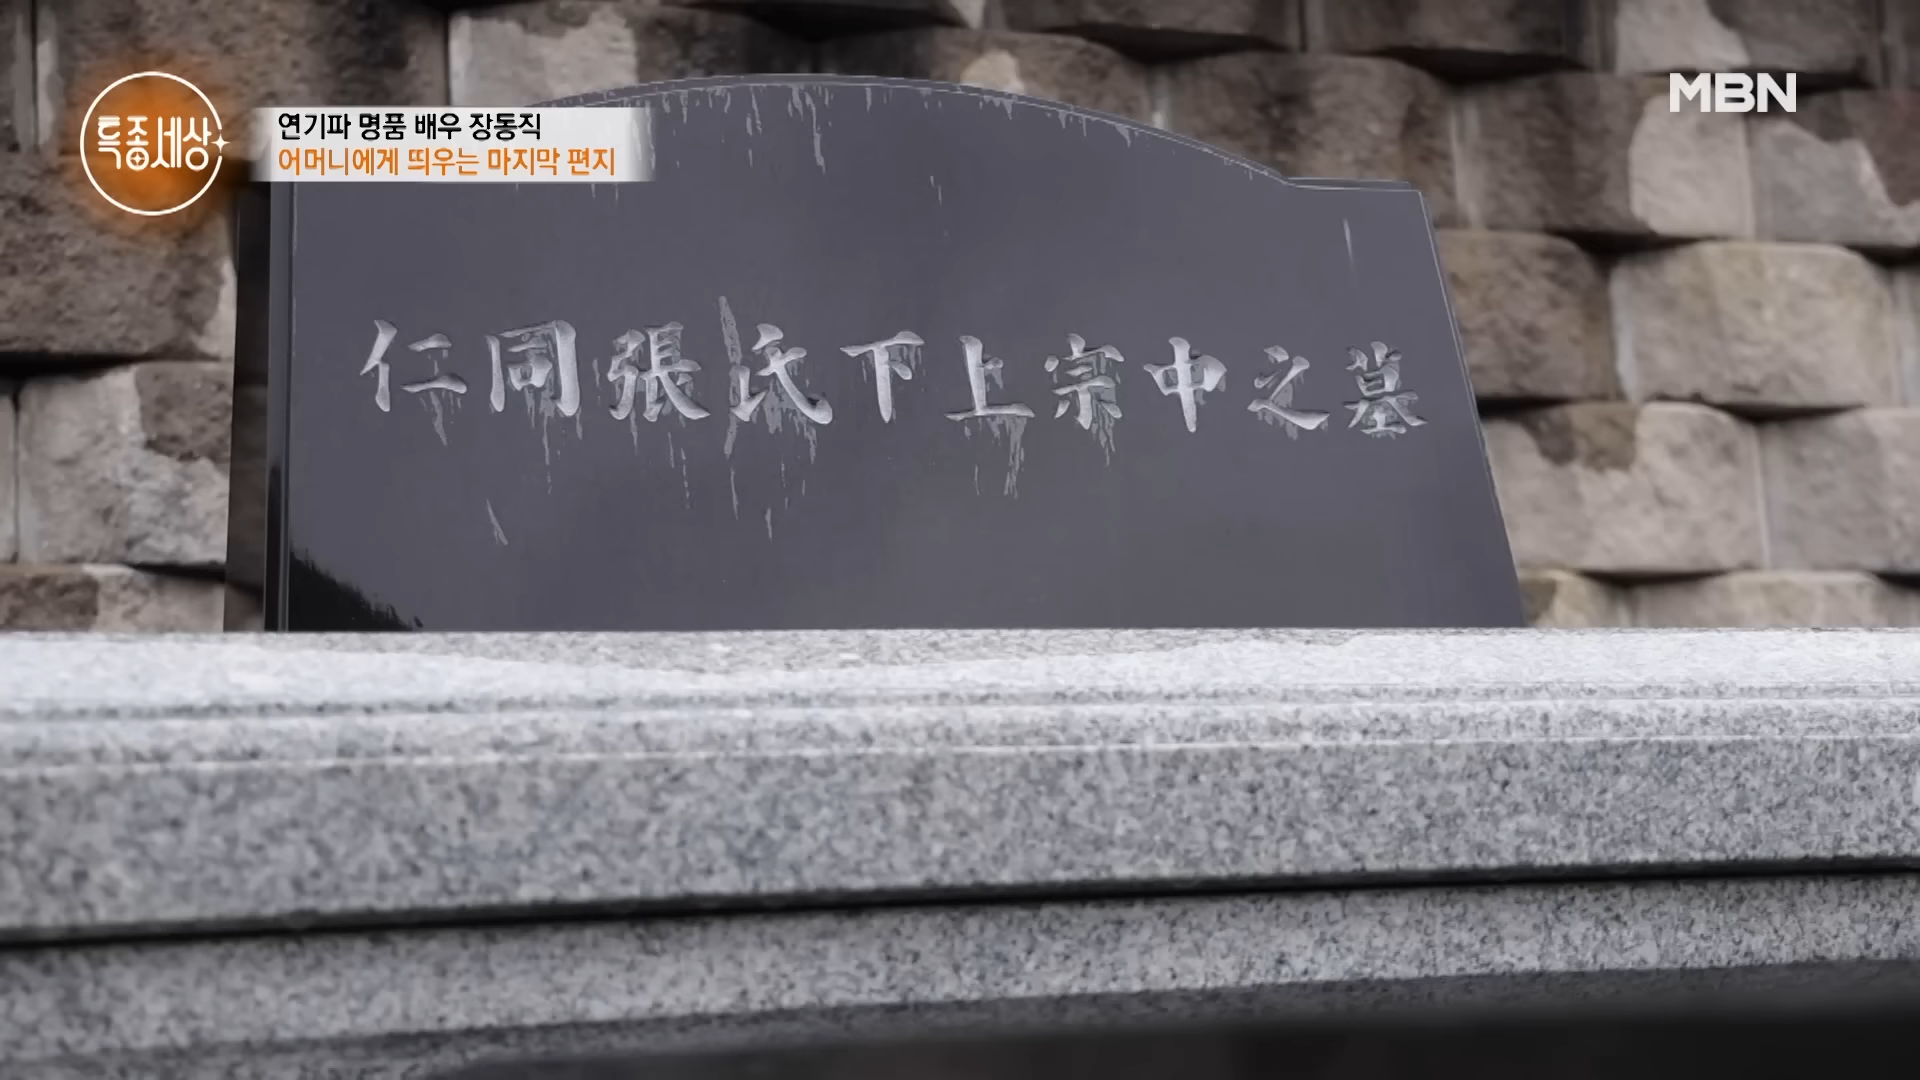 특종세상
연기파 명품 배우 장동직
어머니에게 띄우는 마지막 편지
MBN
仁同張氏下上宗中之墓